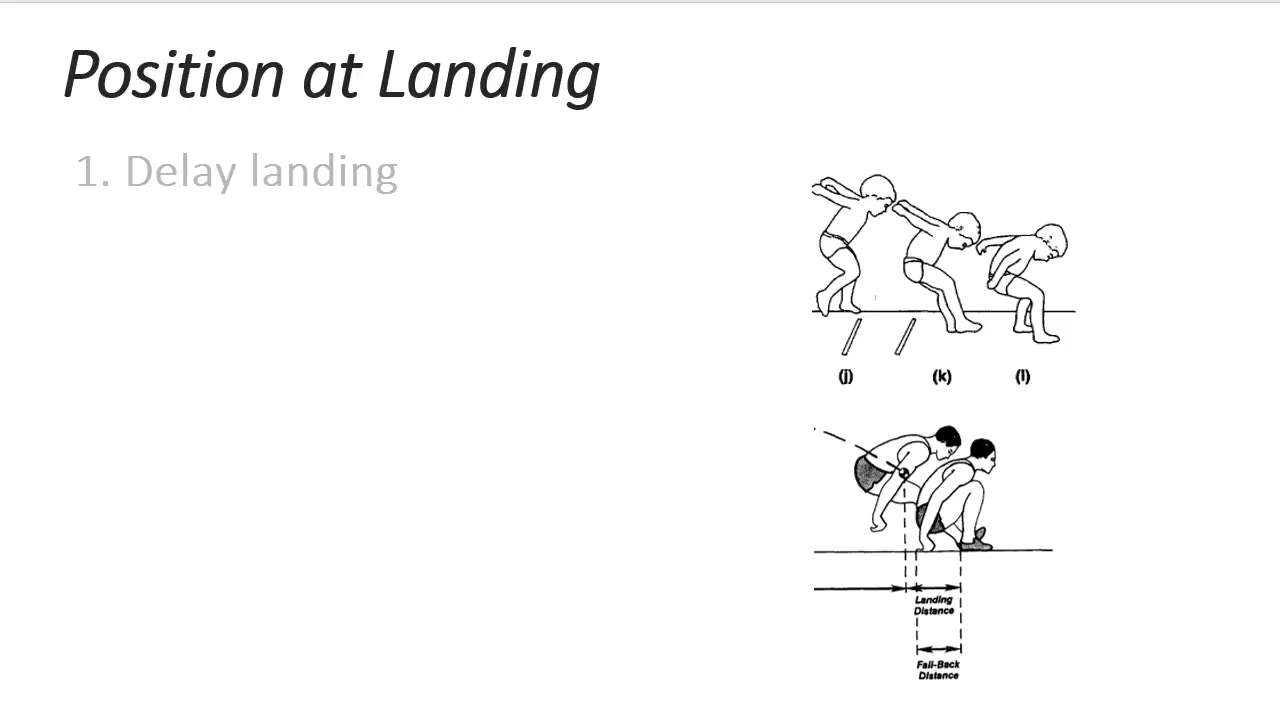 Position at Landing
1. Delay landing
(j) (k) (l)
Landing
Distance
Fall-Back
Distance